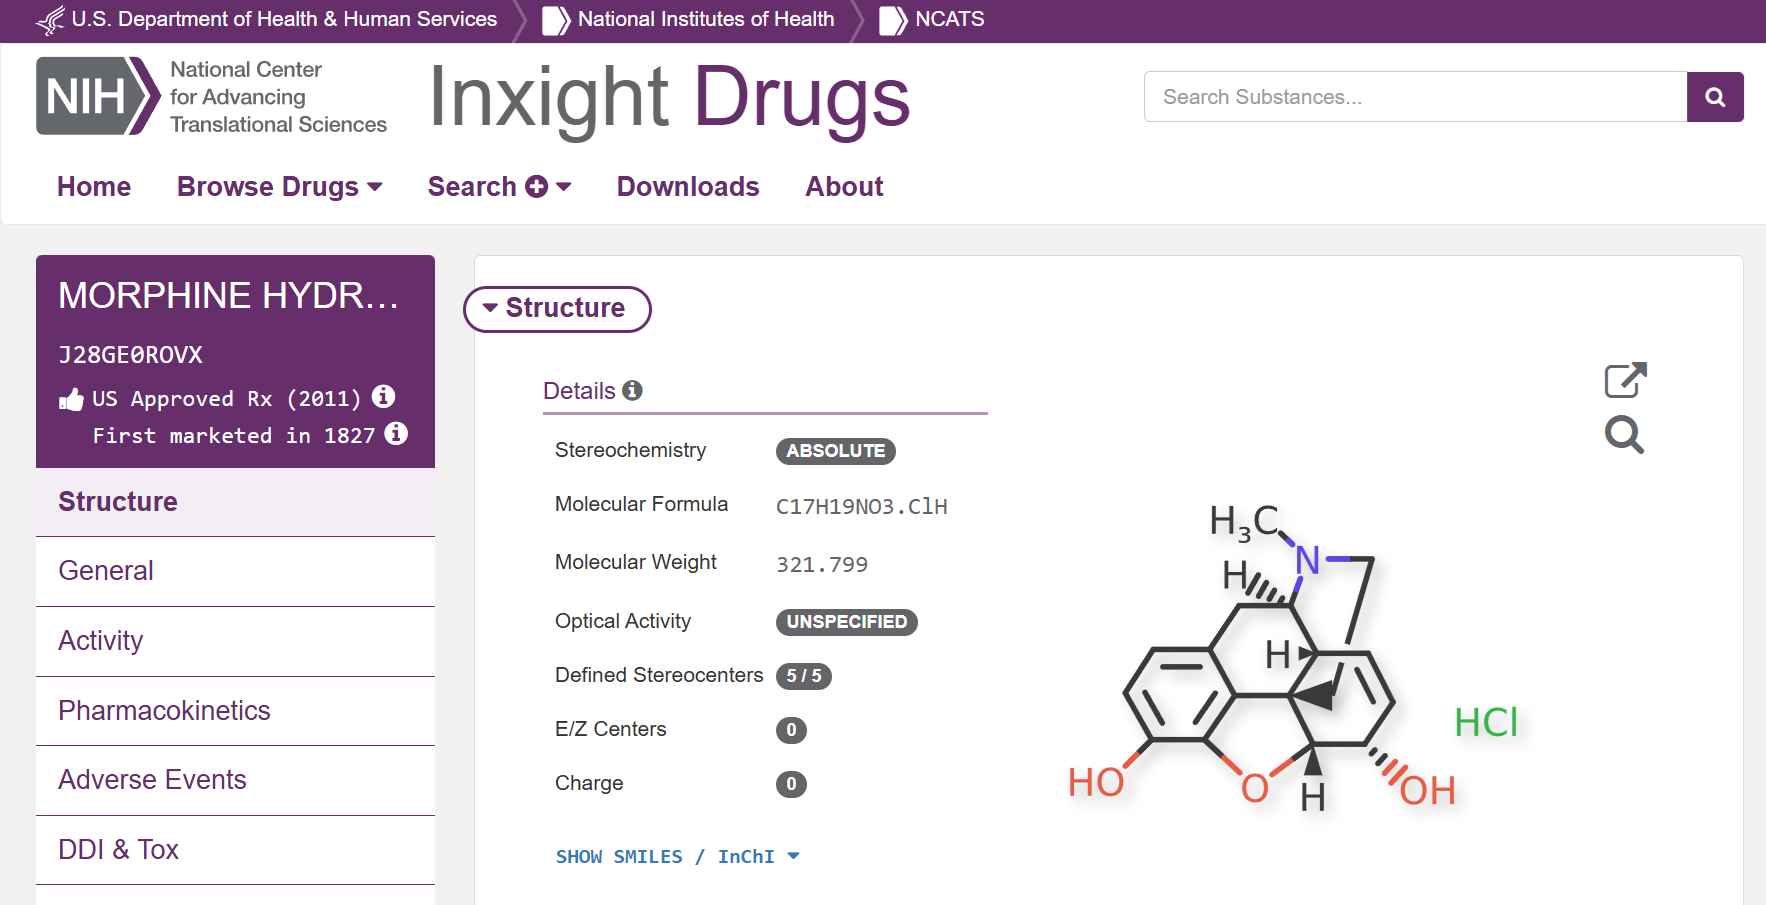 U.S. Department of Health & Human Services National Institutes of Health NCATS
NIH National Center
for Advancing
Translational Sciences
Inxight Drugs
Search Substances...
Home Browse Drugs Search Downloads About
MORPHINE HYDR...
J28GE0ROVX
US Approved Rx (2011)
First marketed in 1827
Structure
General
Activity
Pharmacokinetics
Adverse Events
DDI & Tox
Structure
Details
Stereochemistry ABSOLUTE
Molecular Formula C17H19NO3.ClH
Molecular Weight 321.799
Optical Activity UNSPECIFIED
Defined Stereocenters 5 / 5
E/Z Centers 0
Charge 0
SHOW SMILES / InChI
H3C
N
H
H
HCl
HO
O
H
OH